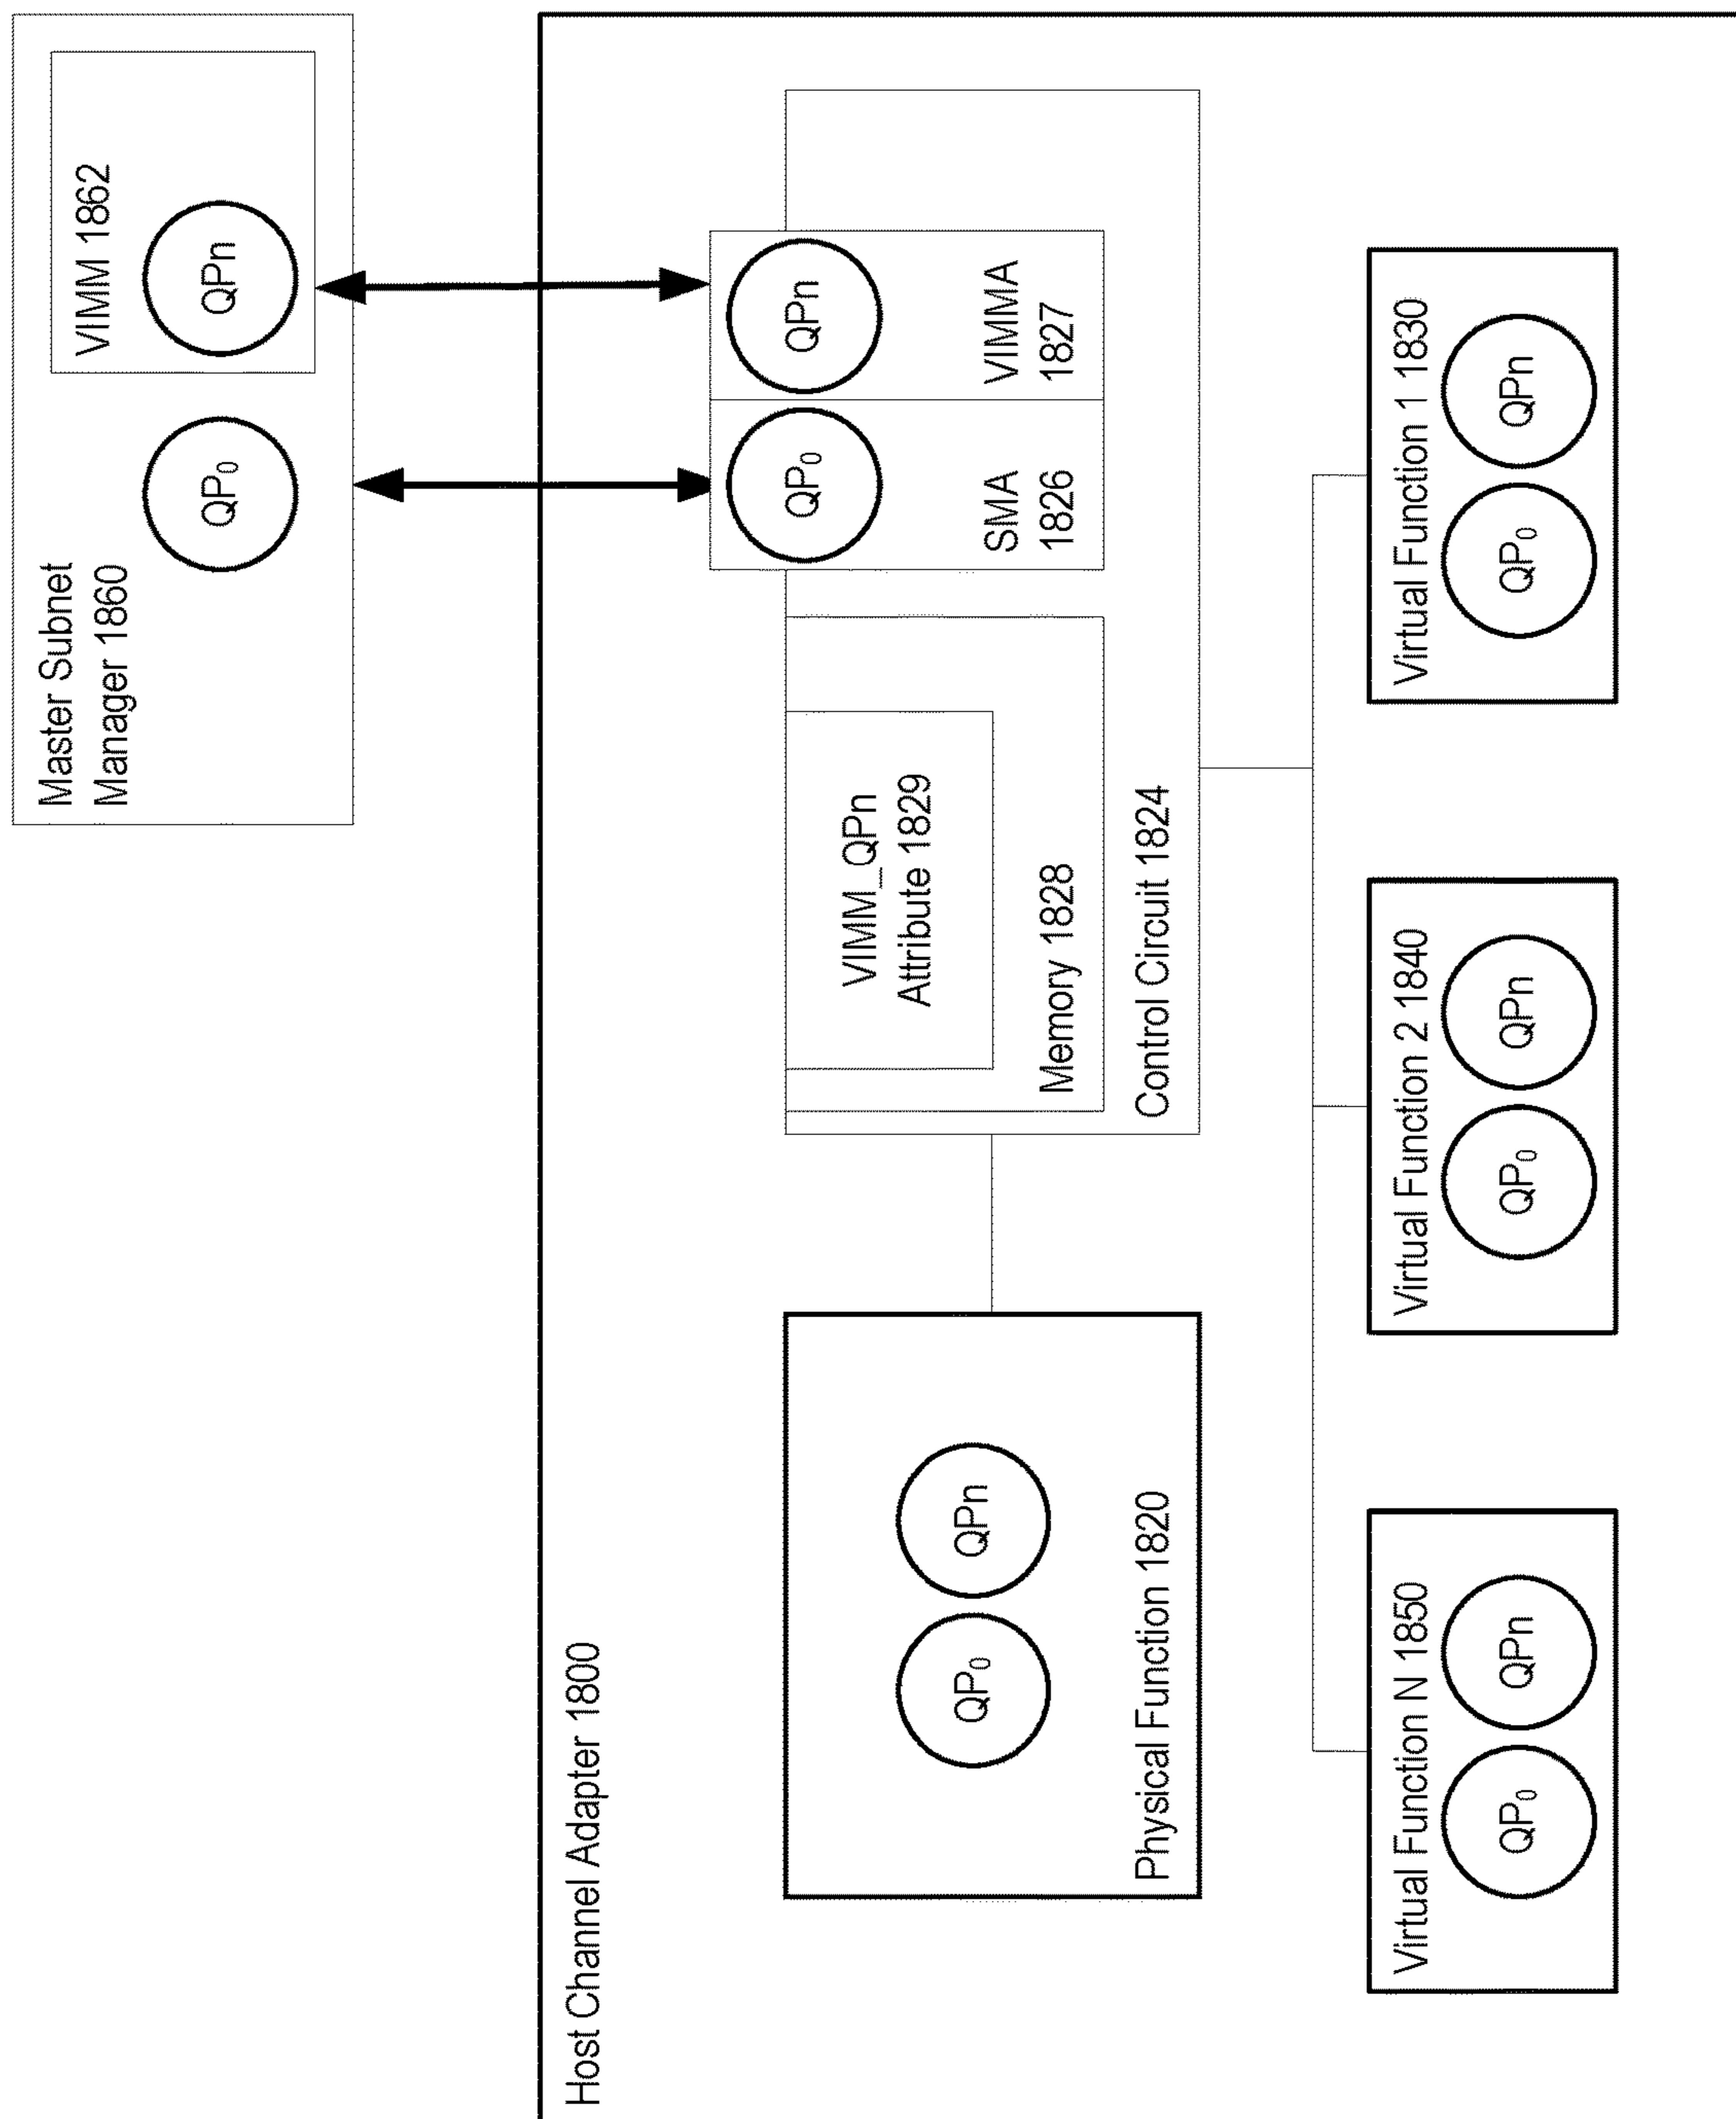 Master Subnet
Manager 1860
QP₀
VIMM 1862
QPn
Host Channel Adapter 1800
QP₀
QPn
Physical Function 1820
VIMM_QPn
Attribute 1829
Memory 1828
Control Circuit 1824
QP₀
SMA
1826
QPn
VIMMA
1827
Virtual Function N 1850
QP₀
QPn
Virtual Function 2 1840
QP₀
QPn
Virtual Function 1 1830
QP₀
QPn